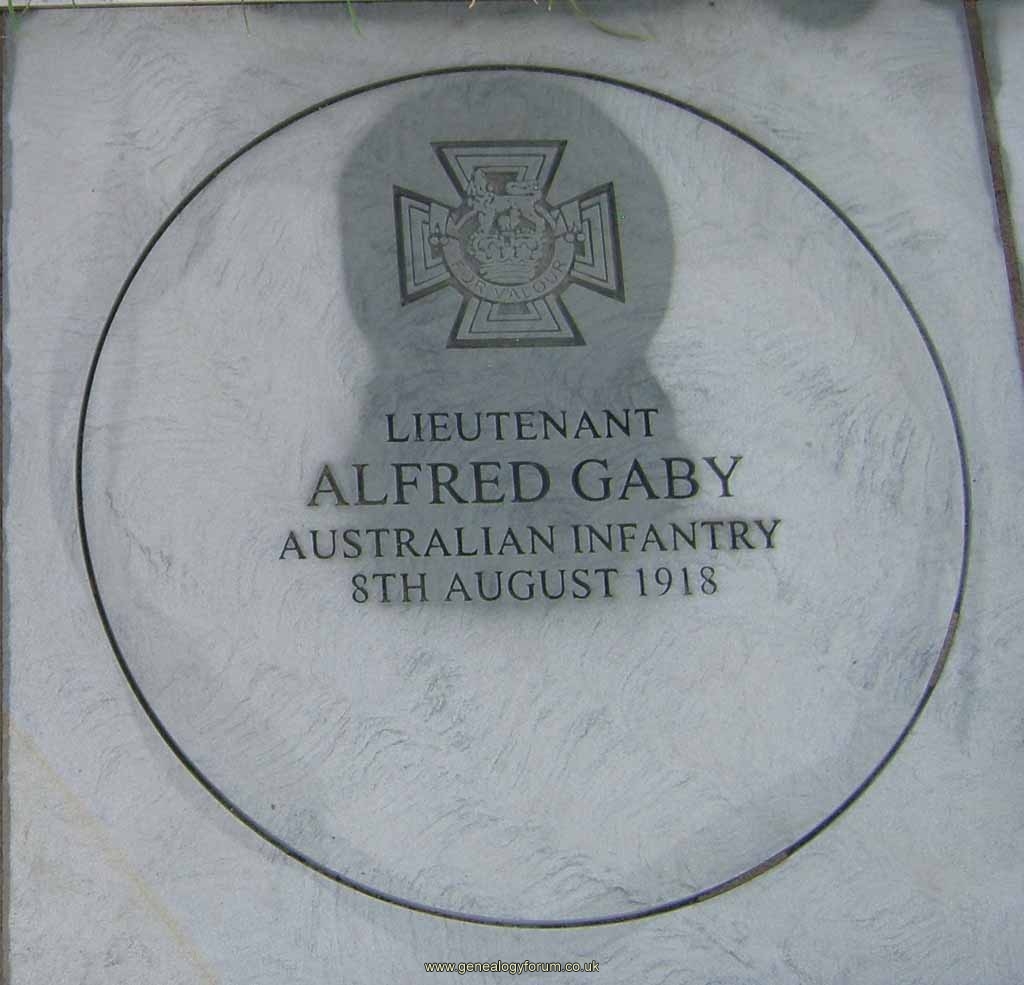 FOR VALOUR
LIEUTENANT
ALFRED GABY
AUSTRALIAN INFANTRY
8TH AUGUST 1918
www.genealogyforum.co.uk